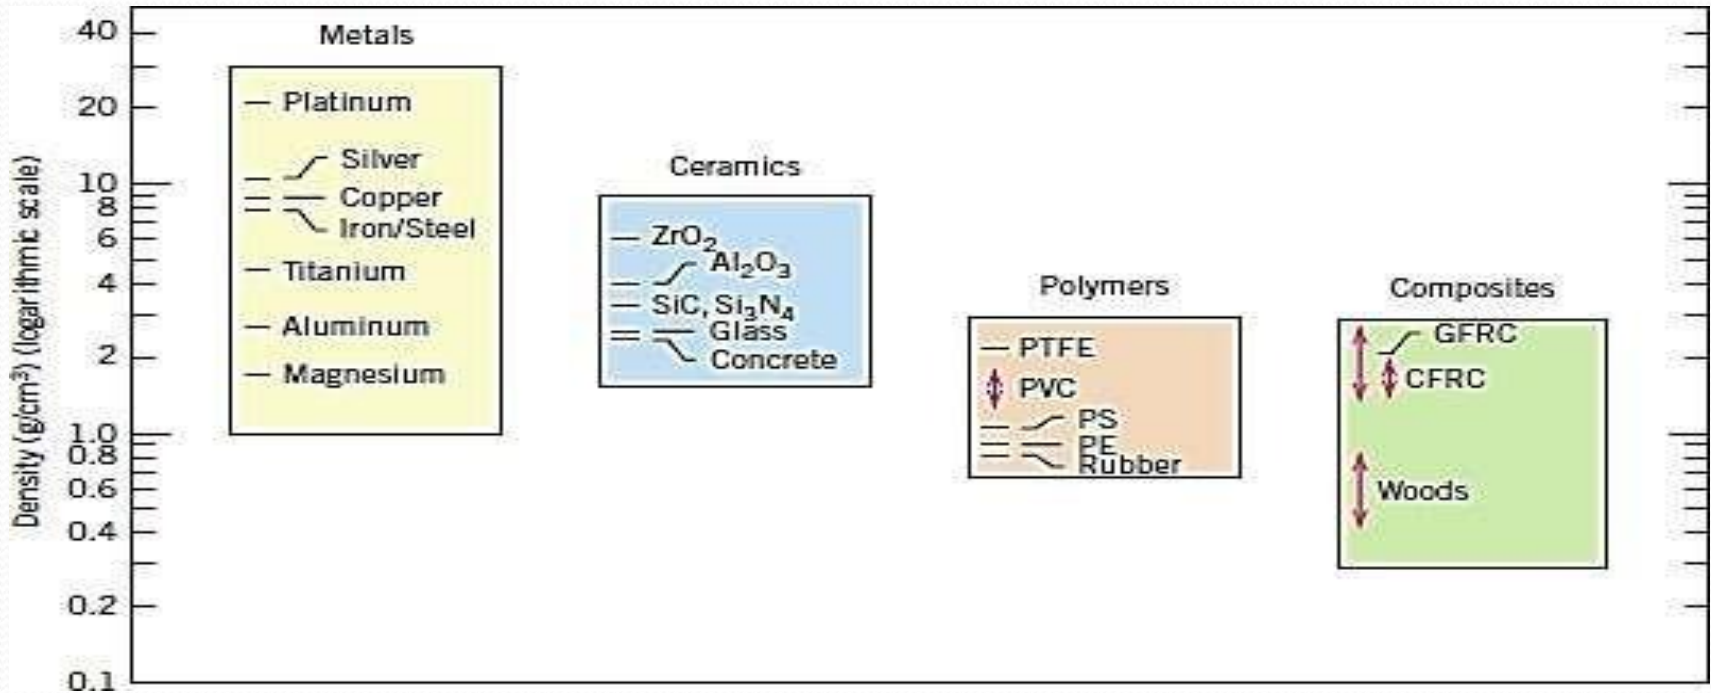 Density (g/cm³) (logarithmic scale)
40
20
10
8
6
4
2
1.0
0.8
0.6
0.4
0.2
0.1
Metals
Platinum
Silver
Copper
Iron/Steel
Titanium
Aluminum
Magnesium
Ceramics
ZrO₂
Al₂O₃
SiC, Si₃N₄
Glass
Concrete
Polymers
PTFE
PVC
PS
PE
Rubber
Composites
GFRC
CFRC
Woods